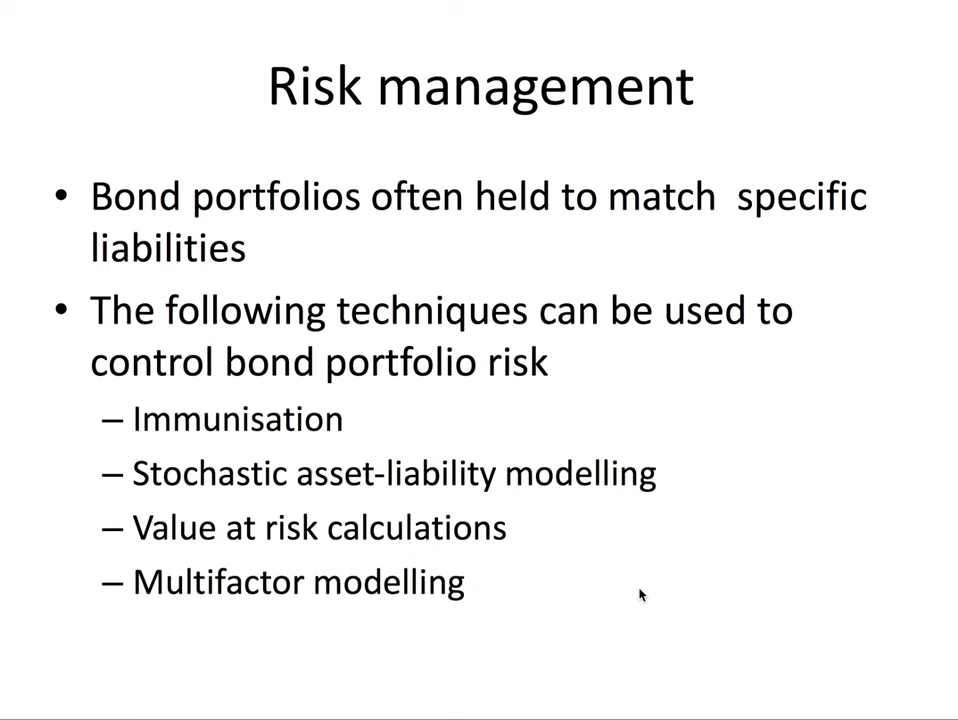 Risk management
• Bond portfolios often held to match  specific
liabilities
• The following techniques can be used to
control bond portfolio risk
– Immunisation
– Stochastic asset-liability modelling
– Value at risk calculations
– Multifactor modelling